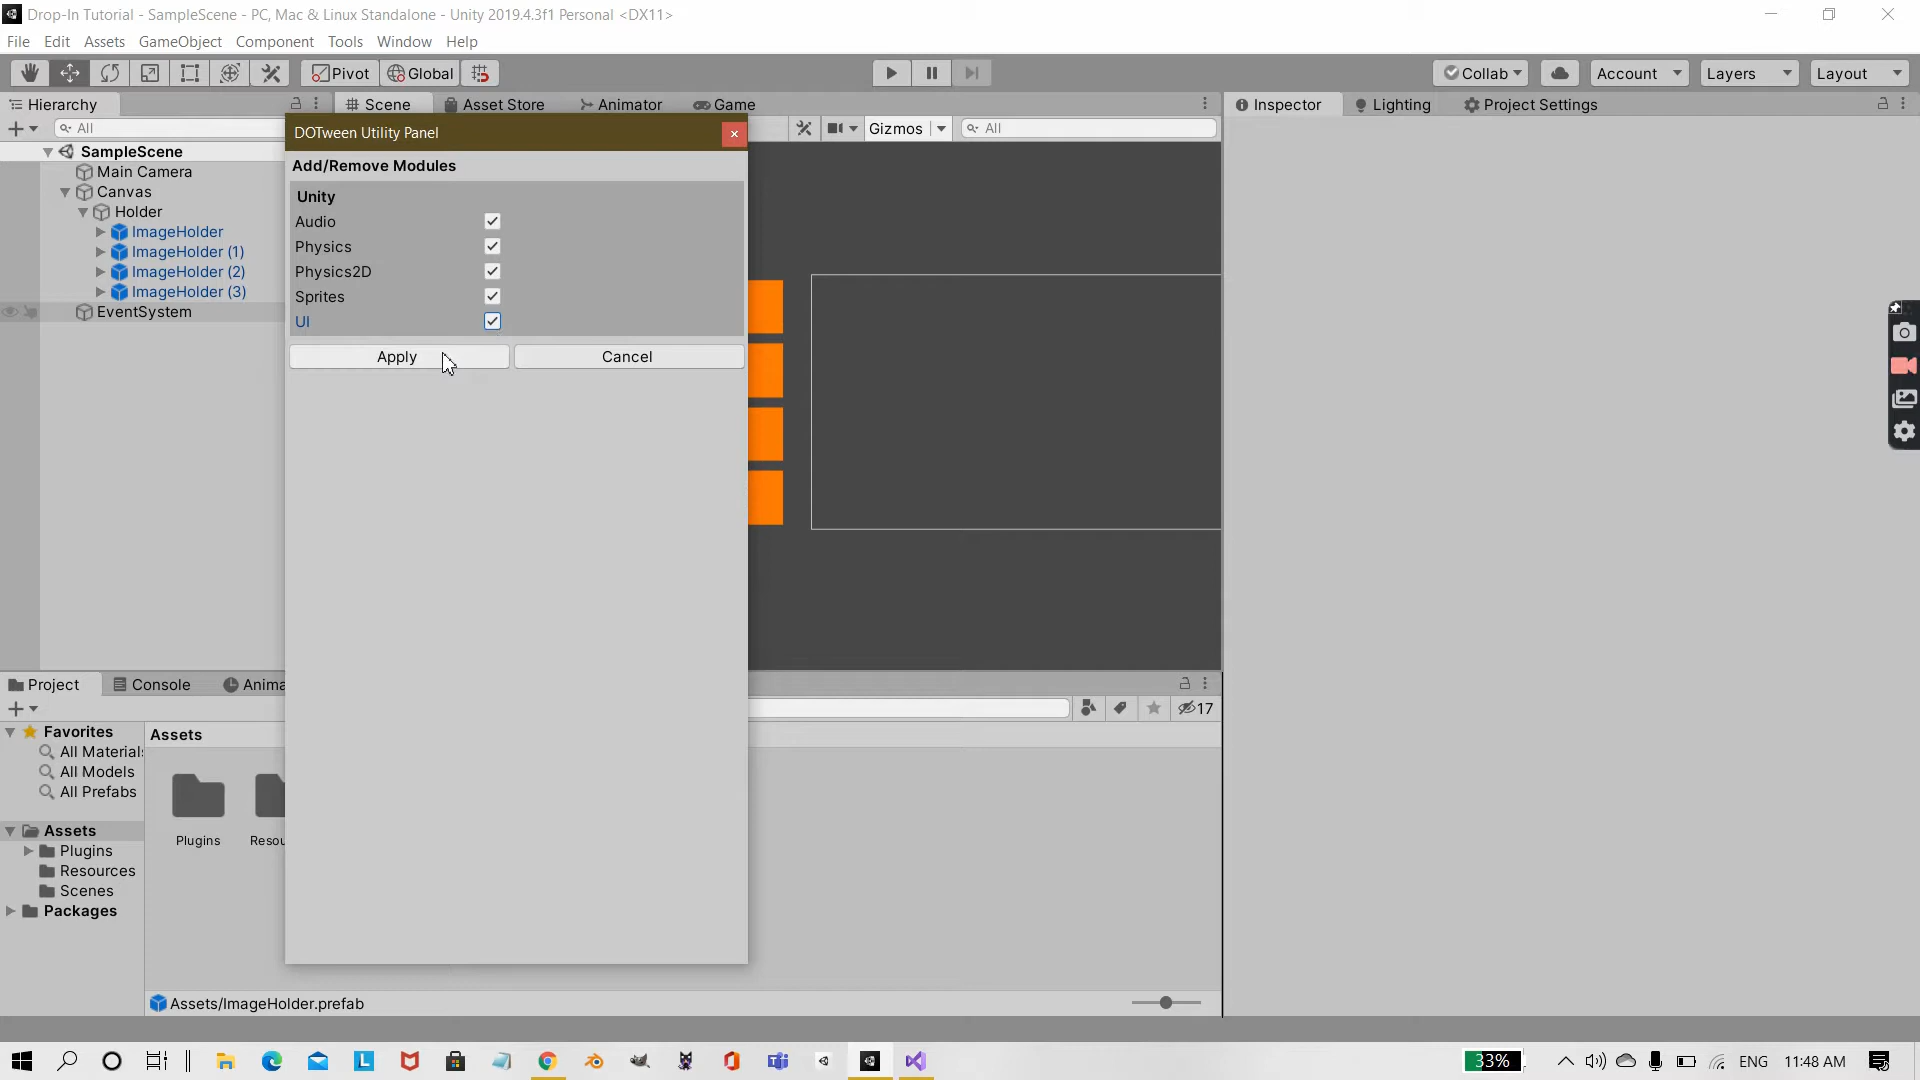 Drop-In Tutorial - SampleScene - PC, Mac & Linux Standalone - Unity 2019.4.3f1 Personal <DX11>
File Edit Assets GameObject Component Tools Window Help
Pivot Global Collab Account Layers Layout
Hierarchy Scene Asset Store Animator Game Inspector Lighting Project Settings
All Gizmos All
DOTween Utility Panel
SampleScene
Main Camera
Canvas
Holder
ImageHolder
ImageHolder (1)
ImageHolder (2)
ImageHolder (3)
EventSystem
Add/Remove Modules
Unity
Audio
Physics
Physics2D
Sprites
UI
Apply Cancel
Project Console Anima
17
Favorites
All Material
All Models
All Prefabs
Assets
Plugins
Resources
Scenes
Packages
Assets
Plugins Resou
Assets/ImageHolder.prefab
33% ENG 11:48 AM